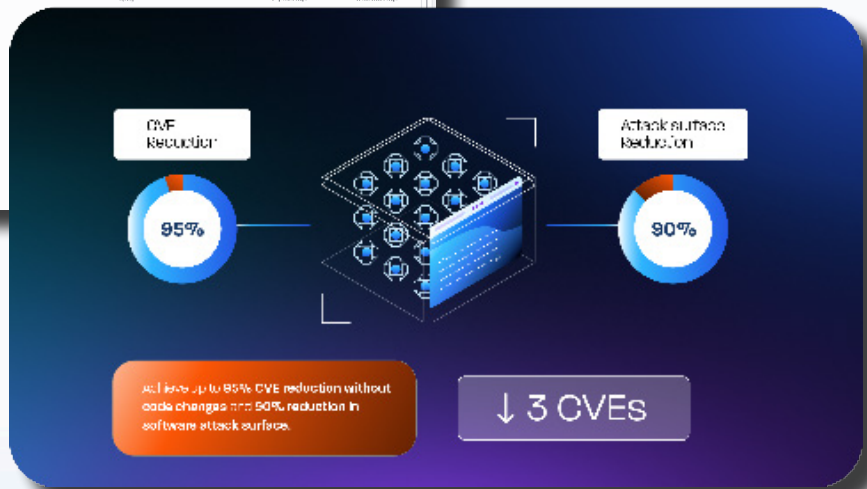 CVE
Reduction
Attack surface
Reduction
95%
90%
Achieve up to 95% CVE reduction without
code changes and 90% reduction in
software attack surface.
↓ 3 CVEs